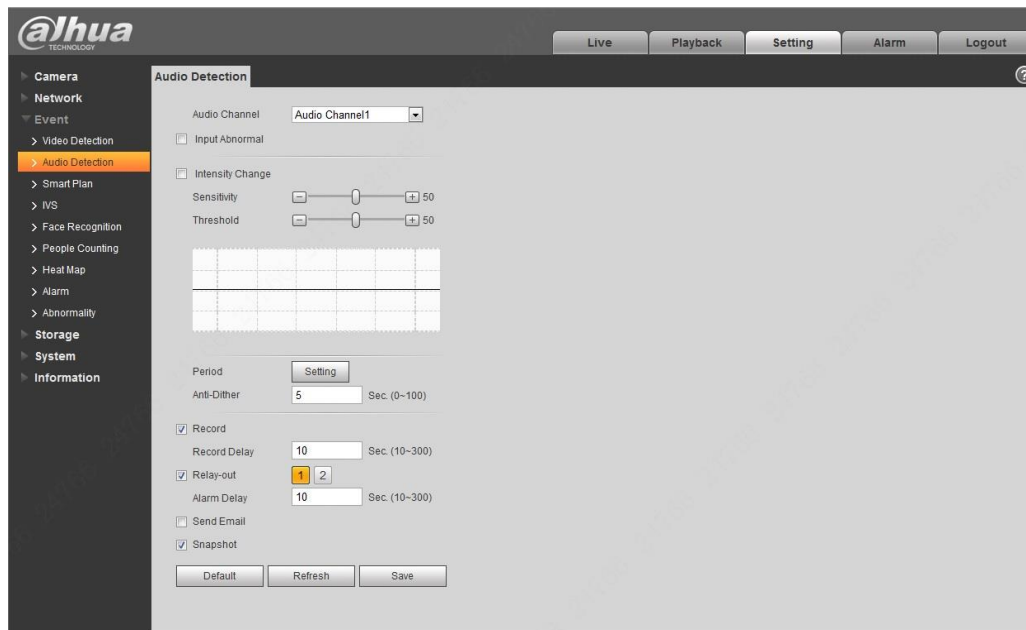 alhua
TECHNOLOGY
Live Playback Setting Alarm Logout
Camera
Network
Event
Video Detection
Audio Detection
Smart Plan
IVS
Face Recognition
People Counting
Heat Map
Alarm
Abnormality
Storage
System
Information
Audio Detection
Audio Channel Audio Channel1
Input Abnormal
Intensity Change
Sensitivity - + 50
Threshold - + 50
Period Setting
Anti-Dither 5 Sec. (0~100)
Record
Record Delay 10 Sec. (10~300)
Relay-out 1 2
Alarm Delay 10 Sec. (10~300)
Send Email
Snapshot
Default Refresh Save